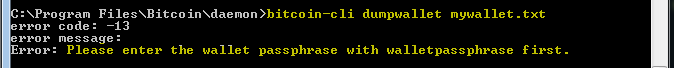 C:\Program Files\Bitcoin\daemon>bitcoin-cli dumpwallet mywallet.txt
error code: -13
error message:
Error: Please enter the wallet passphrase with walletpassphrase first.